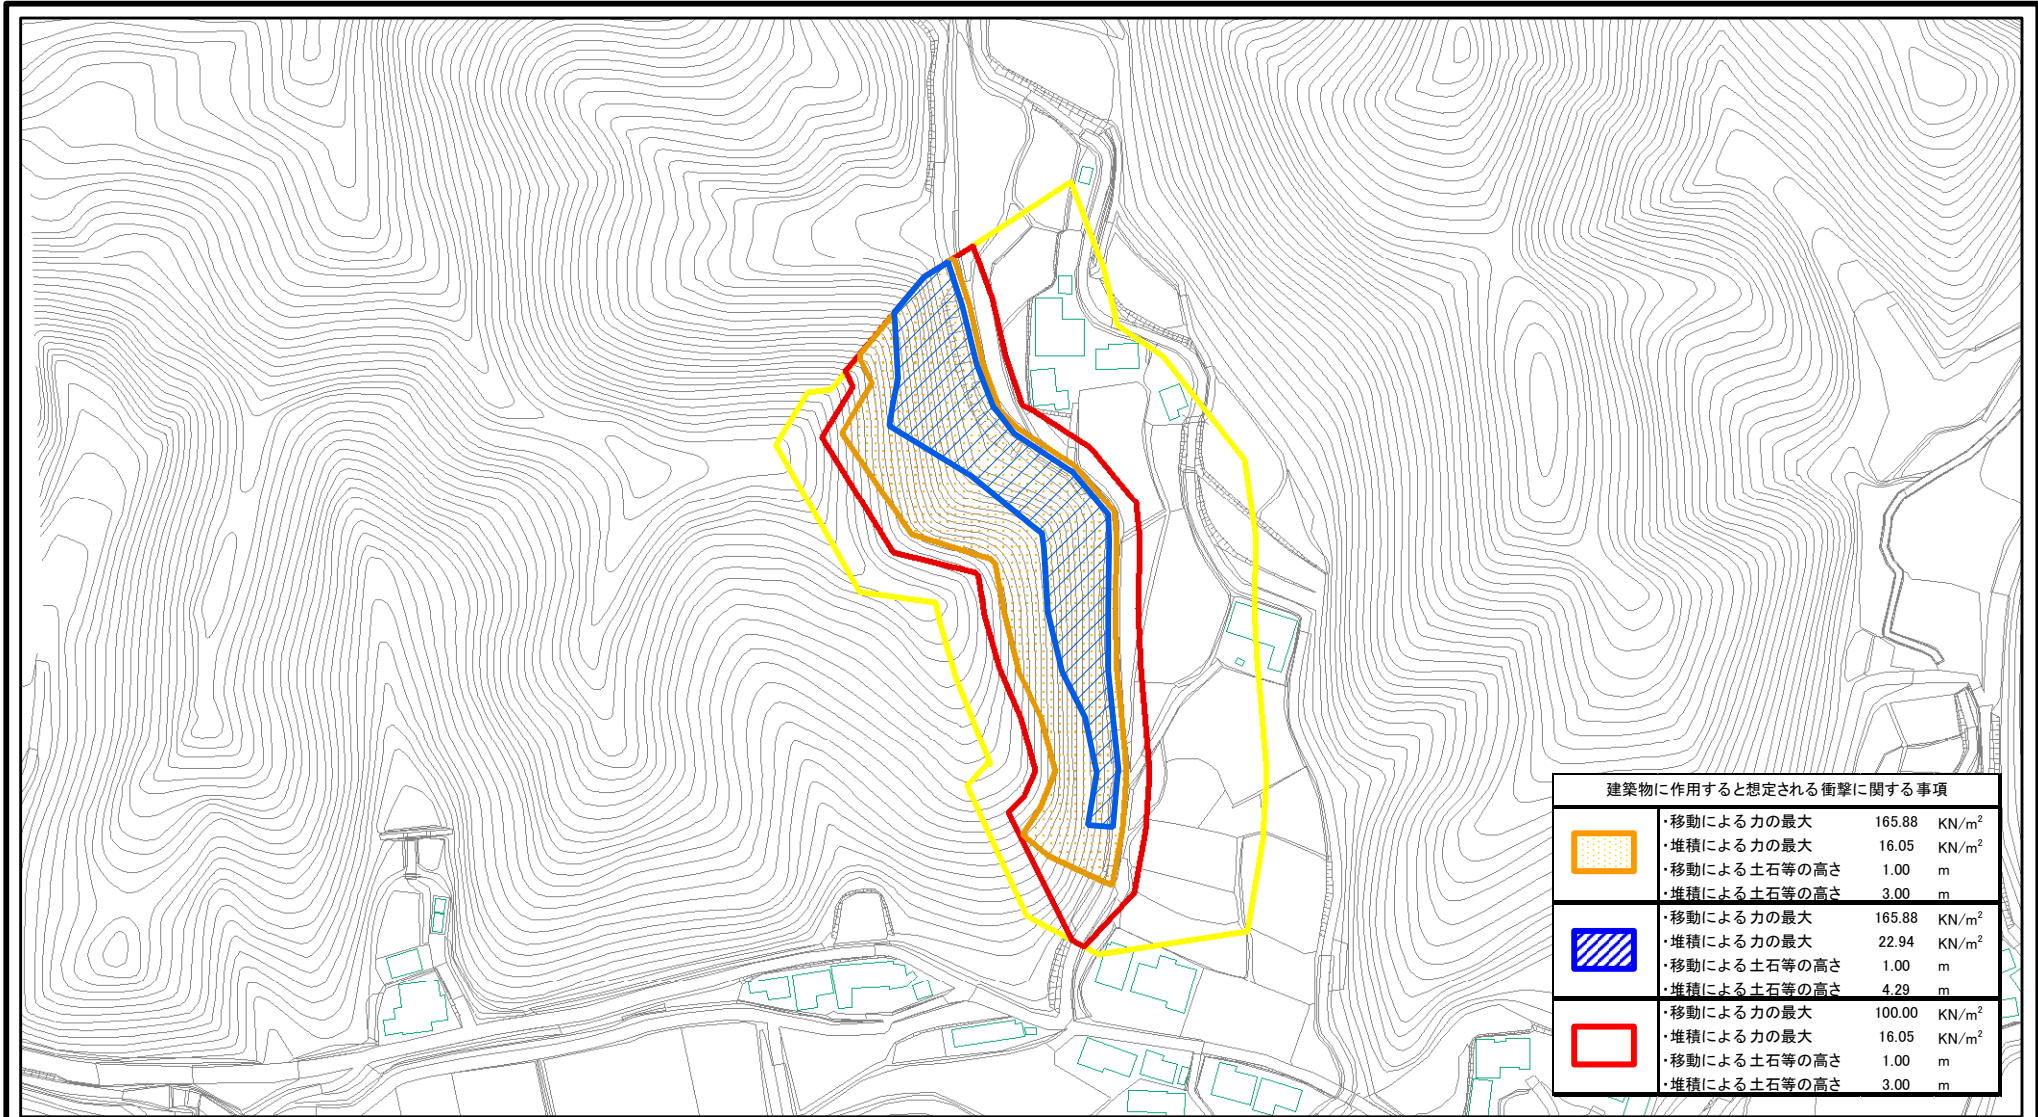 建築物に作用すると想定される衝撃に関する事項
・移動による力の最大 165.88 KN/m²
・堆積による力の最大 16.05 KN/m²
・移動による土石等の高さ 1.00 m
・堆積による土石等の高さ 3.00 m
・移動による力の最大 165.88 KN/m²
・堆積による力の最大 22.94 KN/m²
・移動による土石等の高さ 1.00 m
・堆積による土石等の高さ 4.29 m
・移動による力の最大 100.00 KN/m²
・堆積による力の最大 16.05 KN/m²
・移動による土石等の高さ 1.00 m
・堆積による土石等の高さ 3.00 m